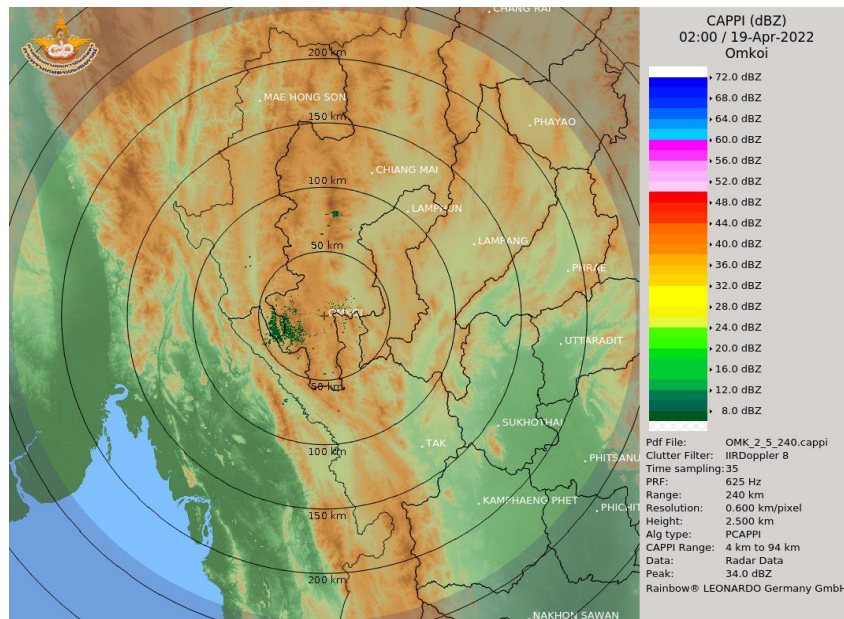 CHANG RAI
200 km
MAE HONG SON
150 km
PHAYAO
CHIANG MAI
100 km
LAMPHUN
LAMPANG
50 km
PHRAE
OMKOI
UTTARADIT
50 km
SUKHOTHAI
TAK
100 km
PHITSANU
KAMPHAENG PHET
PHICHIT
150 km
200 km
NAKHON SAWAN
CAPPI (dBZ)
02:00 / 19-Apr-2022
Omkoi
72.0 dBZ
68.0 dBZ
64.0 dBZ
60.0 dBZ
56.0 dBZ
52.0 dBZ
48.0 dBZ
44.0 dBZ
40.0 dBZ
36.0 dBZ
32.0 dBZ
28.0 dBZ
24.0 dBZ
20.0 dBZ
16.0 dBZ
12.0 dBZ
8.0 dBZ
Pdf File: OMK_2_5_240.cappi
Clutter Filter: IIRDoppler 8
Time sampling: 35
PRF: 625 Hz
Range: 240 km
Resolution: 0.600 km/pixel
Height: 2.500 km
Alg type: PCAPPI
CAPPI Range: 4 km to 94 km
Data: Radar Data
Peak: 34.0 dBZ
Rainbow® LEONARDO Germany GmbH